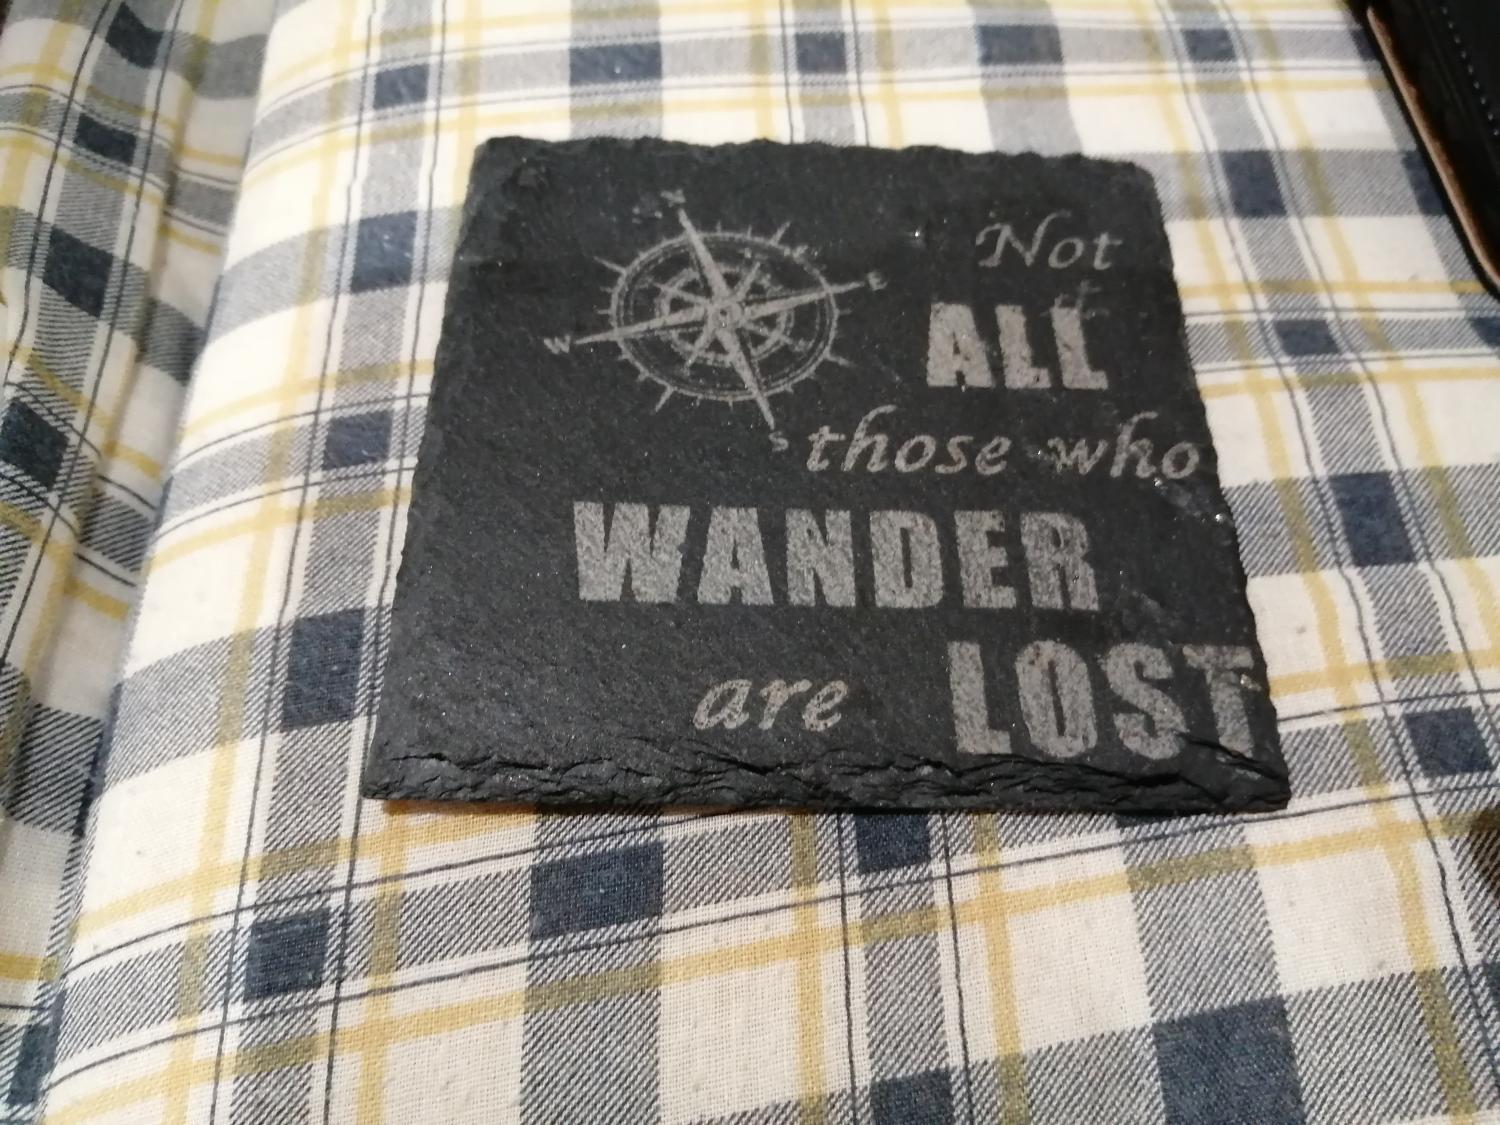 N
E
W
S
Not
ALL
those who
WANDER
are LOST